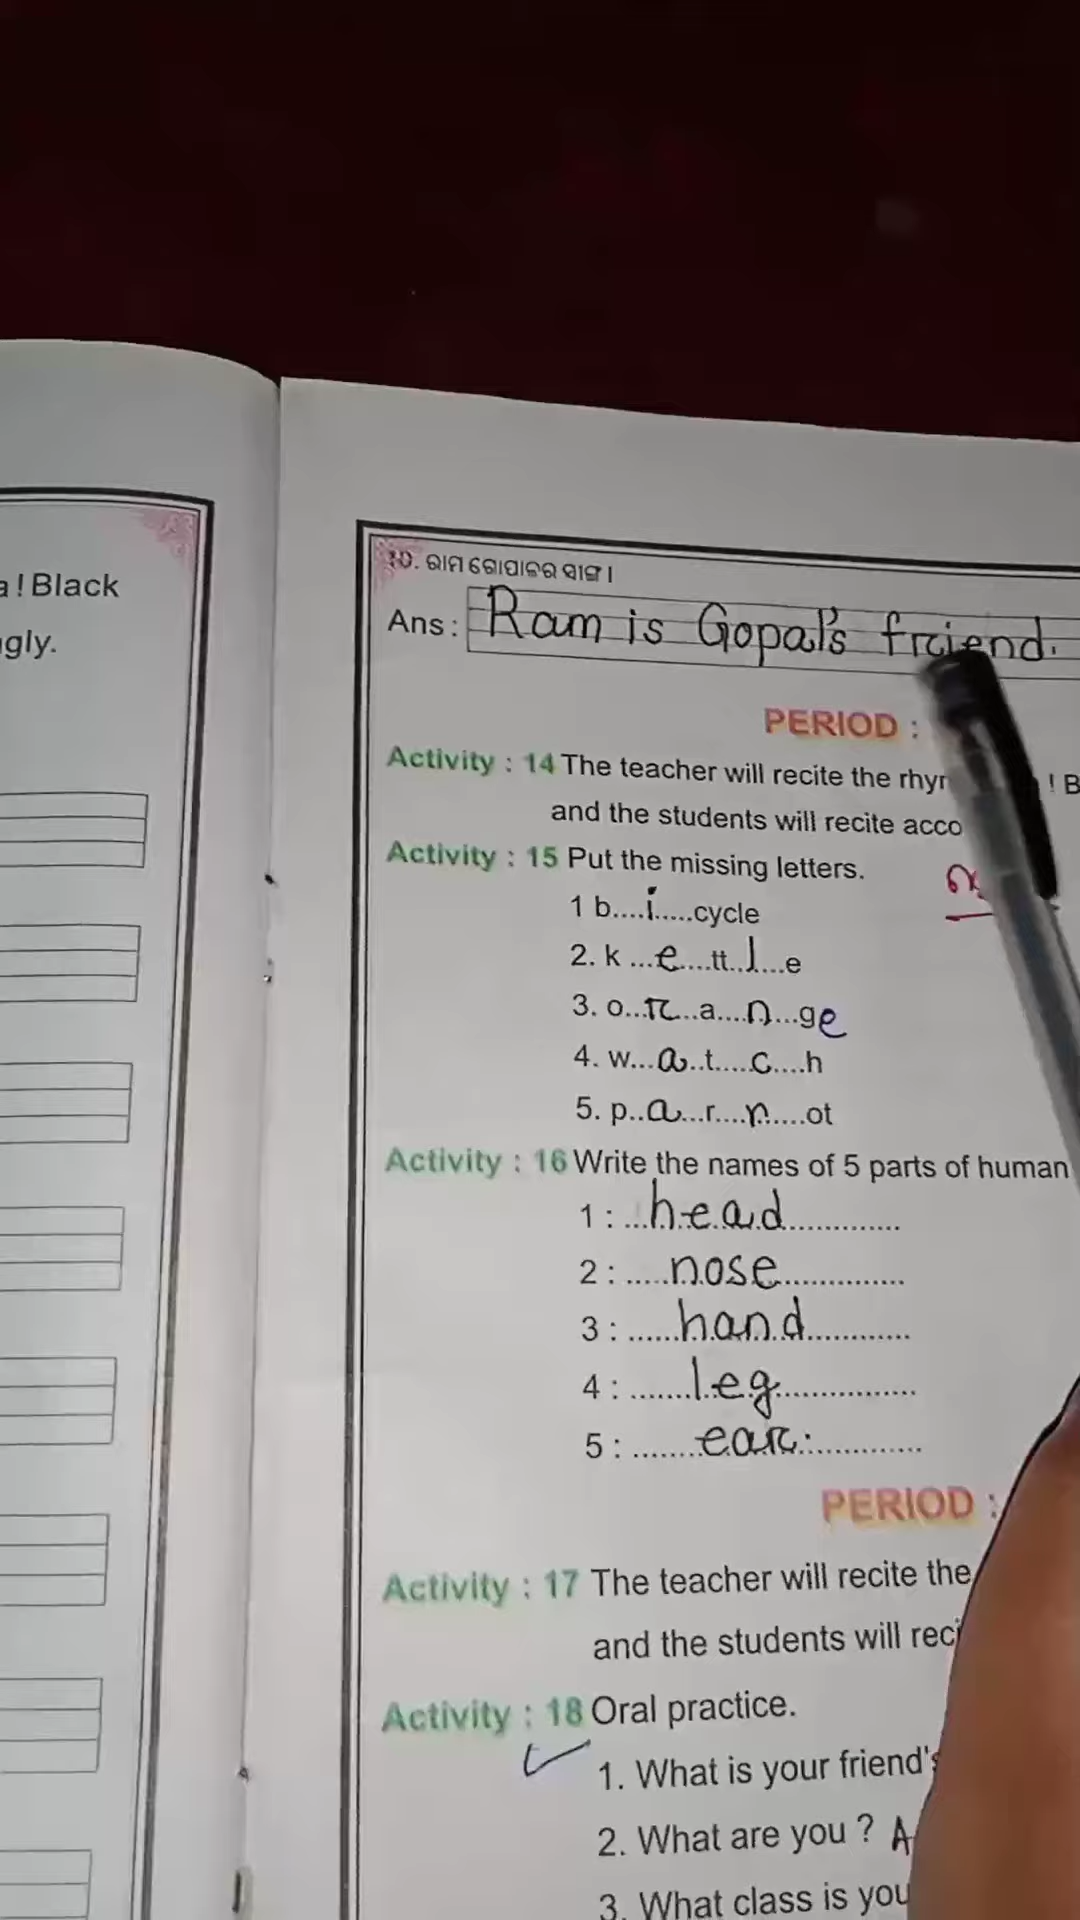 a ! Black
gly.
10. ରାମ ଗୋପାଳର ସାଙ୍ଗ ।
Ans : Ram is Gopal's friend.
PERIOD :
Activity : 14 The teacher will recite the rhy ! B
and the students will recite acco
Activity : 15 Put the missing letters.
1 b....i.....cycle
2. k ...e....tt..l...e
3. o...r...a....n...ge
4. w...a..t.....c....h
5. p..a...r....r.....ot
Activity : 16 Write the names of 5 parts of human
1 : ...head.............
2 : .....nose..............
3 : ......hand............
4 : .......leg................
5 : ........ear..............
PERIOD :
Activity : 17 The teacher will recite the
and the students will reci
Activity : 18 Oral practice.
1. What is your friend's
2. What are you ? A
3. What class is you